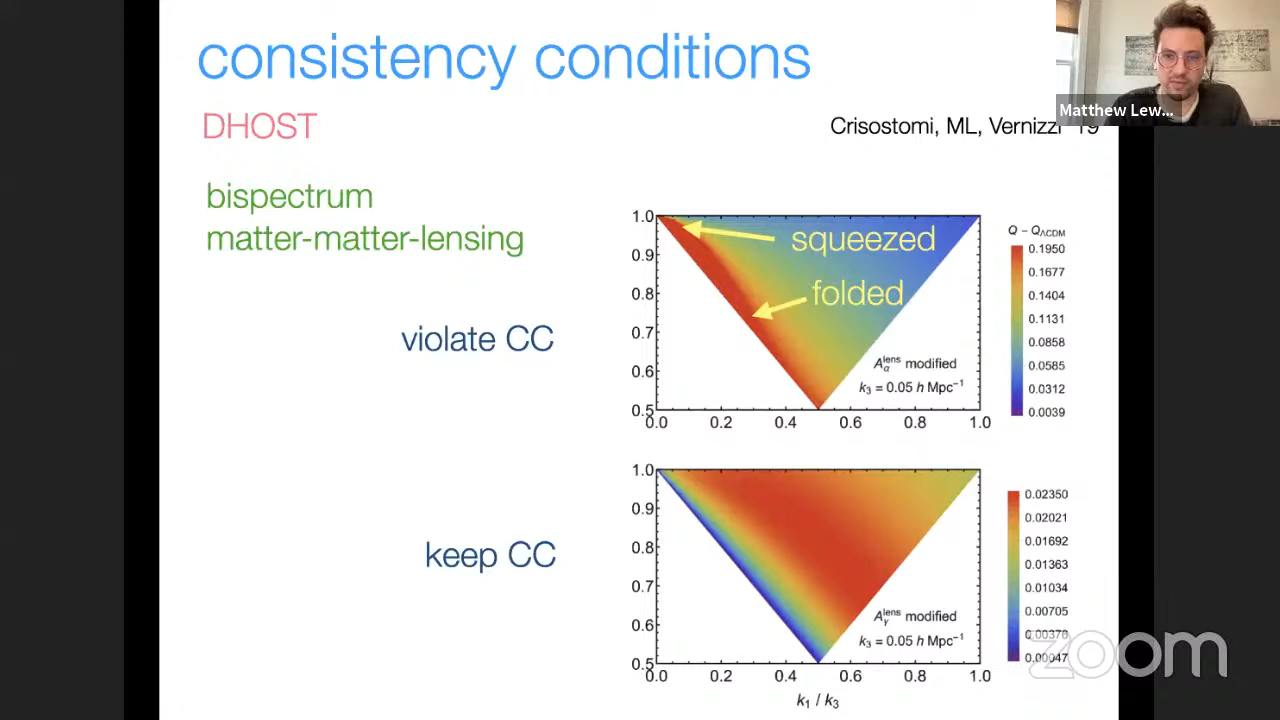 consistency conditions
Matthew Lew...
DHOST
Crisostomi, ML, Vernizzi '19
bispectrum
matter-matter-lensing
violate CC
1.0
0.9
0.8
0.7
0.6
0.5
squeezed
folded
A_α^lens modified
k₃ = 0.05 h Mpc⁻¹
0.0 0.2 0.4 0.6 0.8 1.0
Q − Q_ΛCDM
0.1950
0.1677
0.1404
0.1131
0.0858
0.0585
0.0312
0.0039
keep CC
1.0
0.9
0.8
0.7
0.6
0.5
A_γ^lens modified
k₃ = 0.05 h Mpc⁻¹
0.0 0.2 0.4 0.6 0.8 1.0
k₁ / k₃
0.02350
0.02021
0.01692
0.01363
0.01034
0.00705
0.00376
0.00047
zoom